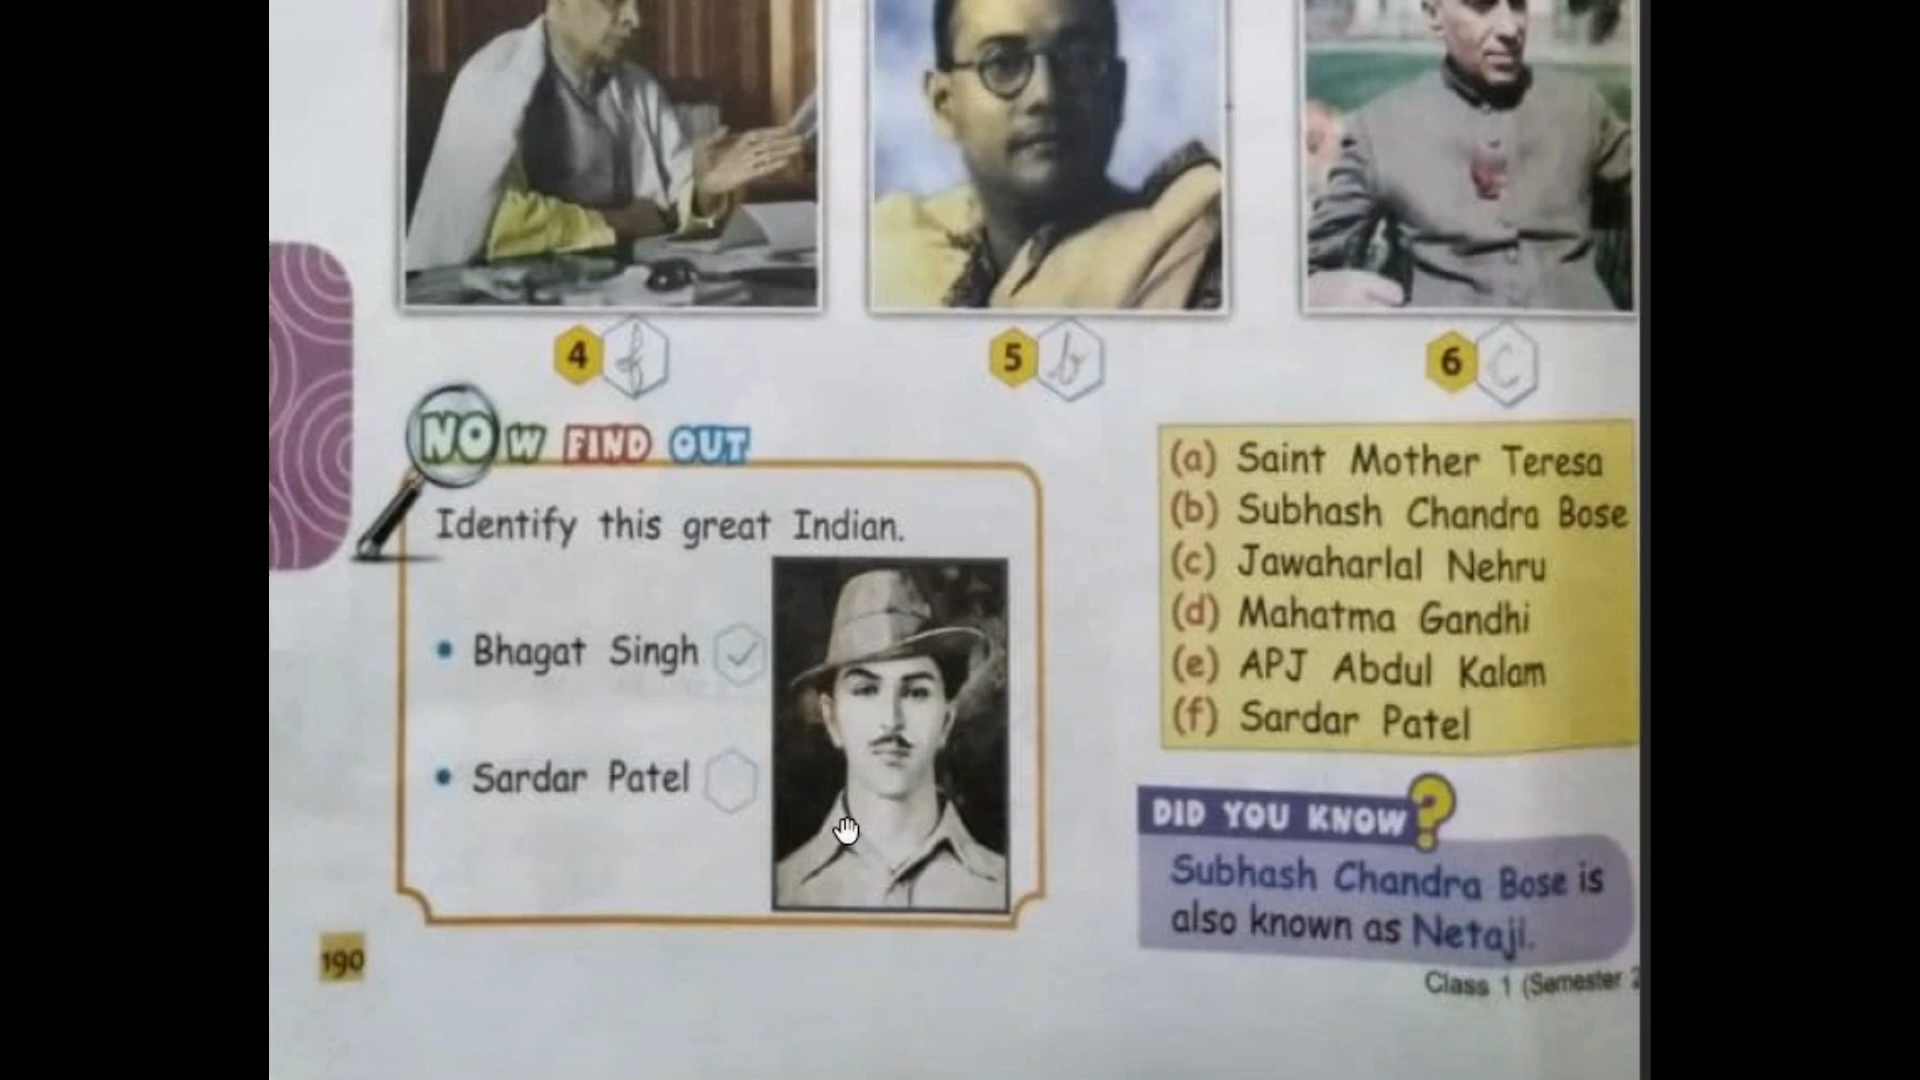 4 f
5 b
6 c
NOW FIND OUT
Identify this great Indian.
• Bhagat Singh
• Sardar Patel
(a) Saint Mother Teresa
(b) Subhash Chandra Bose
(c) Jawaharlal Nehru
(d) Mahatma Gandhi
(e) APJ Abdul Kalam
(f) Sardar Patel
DID YOU KNOW?
Subhash Chandra Bose is
also known as Netaji.
190
Class 1 (Semester 2